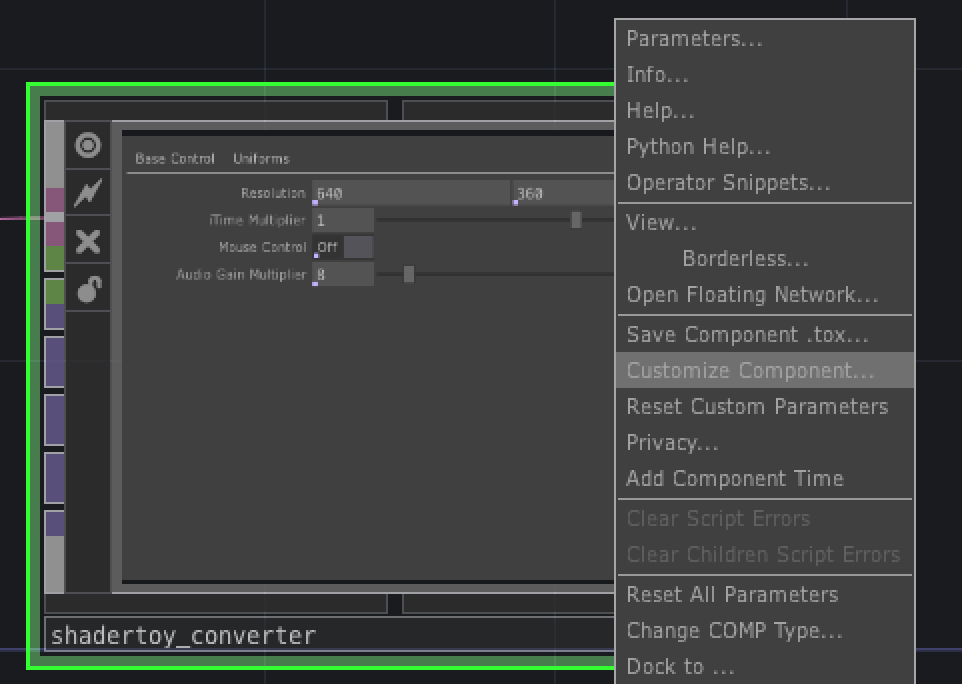 Parameters...
Info...
Help...
Python Help...
Operator Snippets...
View...
Borderless...
Open Floating Network...
Save Component .tox...
Customize Component...
Reset Custom Parameters
Privacy...
Add Component Time
Clear Script Errors
Clear Children Script Errors
Reset All Parameters
Change COMP Type...
Dock to ...
Base Control Uniforms
Resolution 640 360
iTime Multiplier 1
Mouse Control Off
Audio Gain Multiplier 8
shadertoy_converter